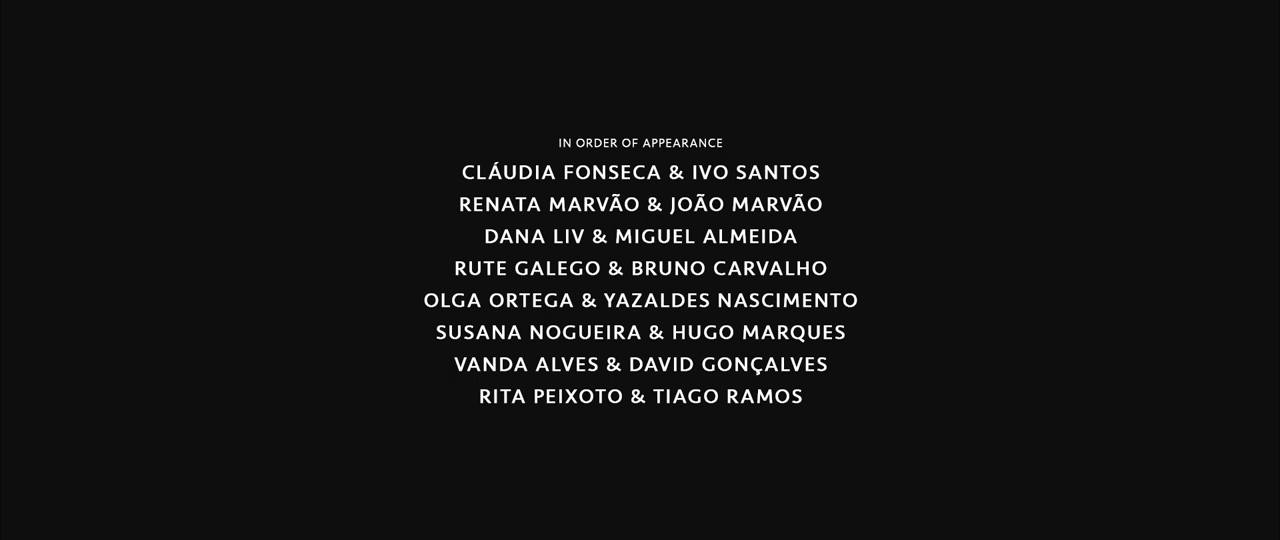 IN ORDER OF APPEARANCE
CLÁUDIA FONSECA & IVO SANTOS
RENATA MARVÃO & JOÃO MARVÃO
DANA LIV & MIGUEL ALMEIDA
RUTE GALEGO & BRUNO CARVALHO
OLGA ORTEGA & YAZALDES NASCIMENTO
SUSANA NOGUEIRA & HUGO MARQUES
VANDA ALVES & DAVID GONÇALVES
RITA PEIXOTO & TIAGO RAMOS